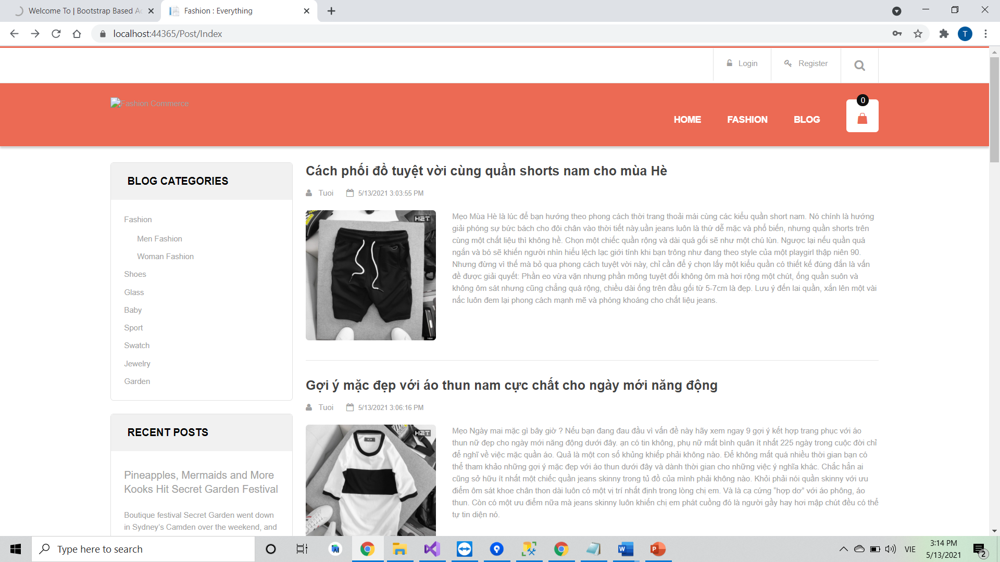 Welcome To | Bootstrap Based Ad
Fashion : Everything
localhost:44365/Post/Index
T
Login
Register
Fashion Commerce
HOME
FASHION
BLOG
0
BLOG CATEGORIES
Fashion
Men Fashion
Woman Fashion
Shoes
Glass
Baby
Sport
Swatch
Jewelry
Garden
RECENT POSTS
Pineapples, Mermaids and More
Kooks Hit Secret Garden Festival
Boutique festival Secret Garden went down
in Sydney’s Camden over the weekend, and
Cách phối đồ tuyệt vời cùng quần shorts nam cho mùa Hè
Tuoi
5/13/2021 3:03:55 PM
H2T
Mẹo Mùa Hè là lúc để bạn hướng theo phong cách thời trang thoải mái cùng các kiểu quần short nam. Nó chính là hướng
giải phóng sự bức bách cho đôi chân vào thời tiết này.uần jeans luôn là thứ dễ mặc và phổ biến, nhưng quần shorts trên
cùng một chất liệu thì không hề. Chọn một chiếc quần rộng và dài quá gối sẽ như một chú lùn. Ngược lại nếu quần quá
ngắn và bó sẽ khiến người nhìn hiểu lệch lạc giới tính khi bạn trông như đang theo style của một playgirl thập niên 90.
Nhưng đừng vì thế mà bỏ qua phong cách tuyệt vời này, chỉ cần để ý chọn lấy một kiểu quần có thiết kế đúng đắn là vấn
đề được giải quyết: Phần eo vừa vặn nhưng phần mông tuyệt đối không ôm mà hơi rộng một chút, ống quần suôn và
không ôm sát nhưng cũng chẳng quá rộng, chiều dài ống trên đầu gối từ 5-7cm là đẹp. Lưu ý đến lai quần, xắn lên một vài
nấc luôn đem lại phong cách mạnh mẽ và phóng khoáng cho chất liệu jeans.
Gợi ý mặc đẹp với áo thun nam cực chất cho ngày mới năng động
Tuoi
5/13/2021 3:06:16 PM
H2T
Mẹo Ngày mai mặc gì bây giờ ? Nếu bạn đang đau đầu vì vấn đề này hãy xem ngay 9 gợi ý kết hợp trang phục với áo
thun nữ đẹp cho ngày mới năng động dưới đây. ạn có tin không, phụ nữ mất bình quân ít nhất 225 ngày trong cuộc đời chỉ
để nghĩ về việc mặc quần áo. Quả là một con số khủng khiếp phải không nào. Để không mất quá nhiều thời gian bạn có
thể tham khảo những gợi ý mặc đẹp với áo thun dưới đây và dành thời gian cho những việc ý nghĩa khác. Chắc hẳn ai
cũng sở hữu ít nhất một chiếc quần jeans skinny trong tủ đồ của mình phải không nào. Khỏi phải nói quần skinny với ưu
điểm ôm sát khoe chân thon dài luôn có một vị trí nhất định trong lòng chị em. Và là cạ cứng “hợp dơ” với áo phông, áo
thun. Còn có một ưu điểm nữa mà jeans skinny luôn khiến chị em phát cuồng đó là người gầy hay hơi mập chút đều có thể
tự tin diện nó.
Type here to search
VIE
3:14 PM
5/13/2021
2